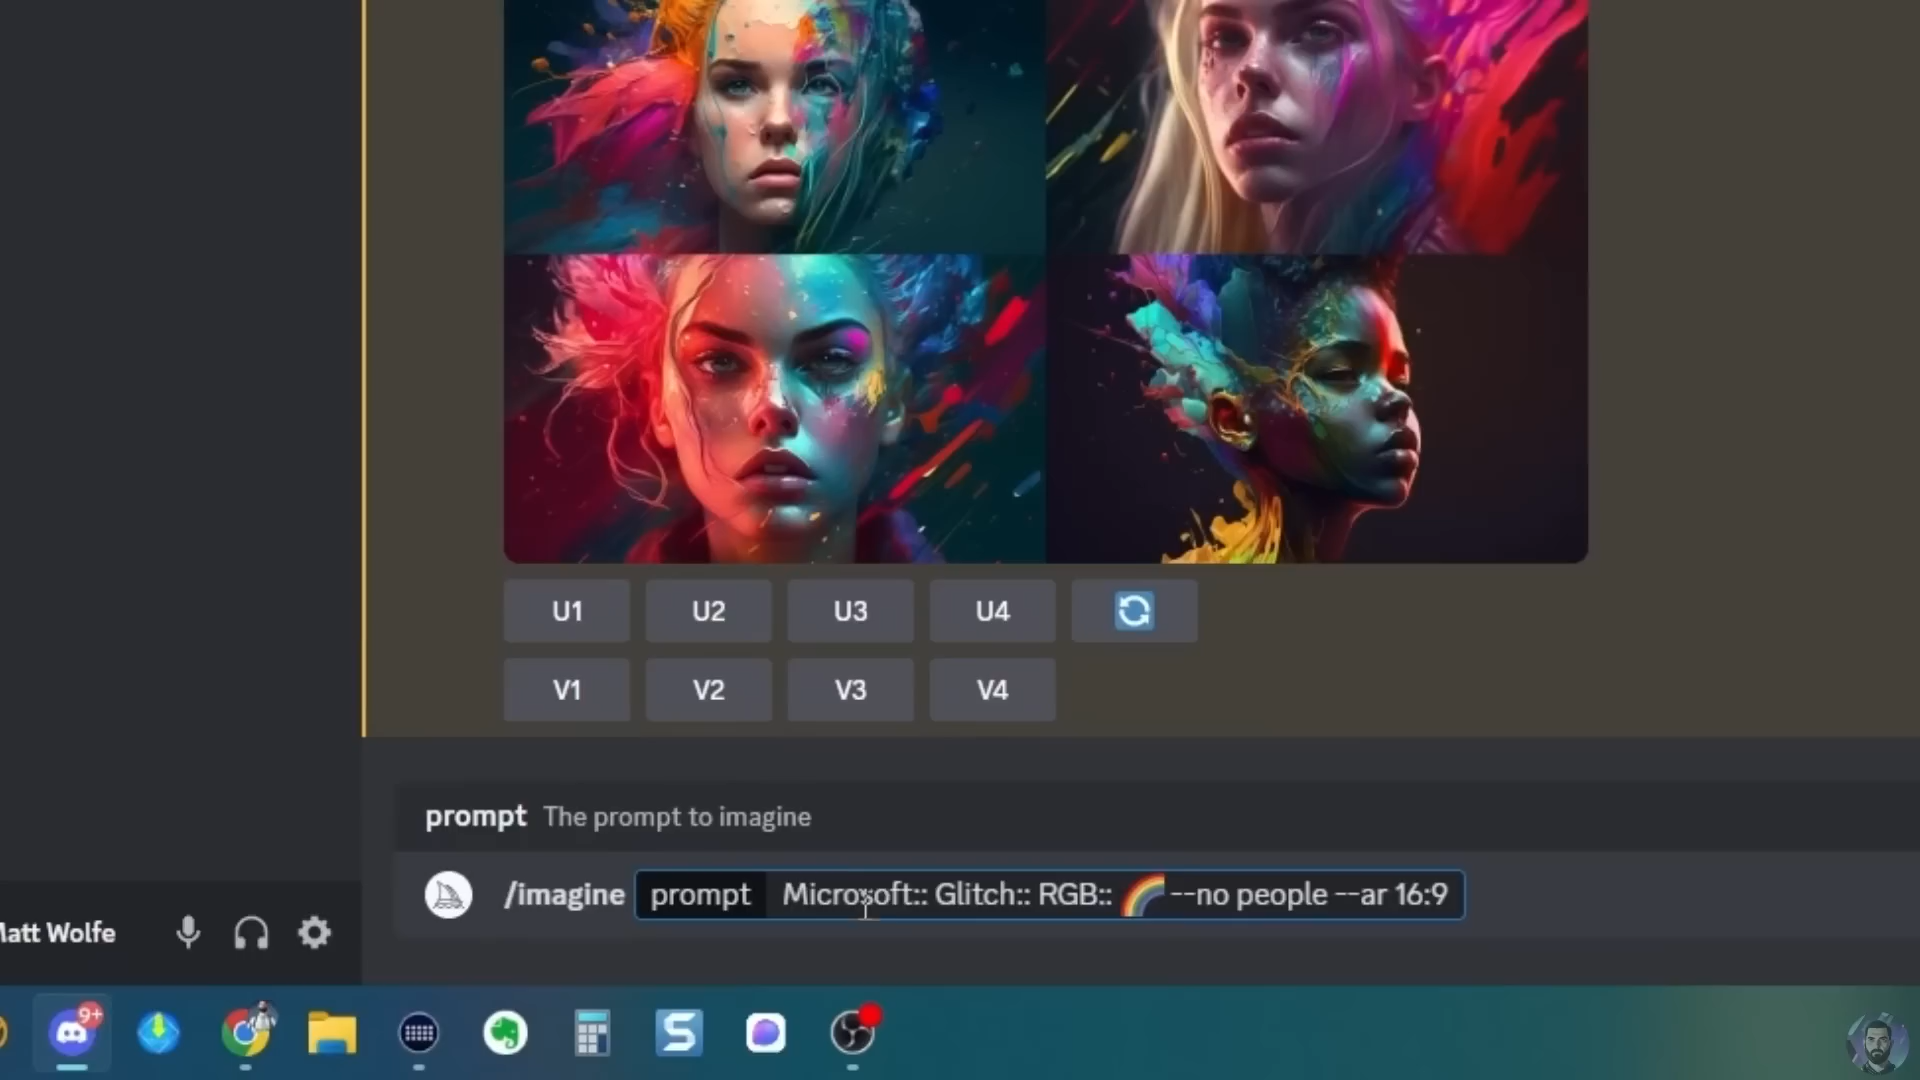 U1 U2 U3 U4
V1 V2 V3 V4
prompt The prompt to imagine
/imagine prompt Microsoft:: Glitch:: RGB:: 🌈 --no people --ar 16:9
Matt Wolfe
9+
S